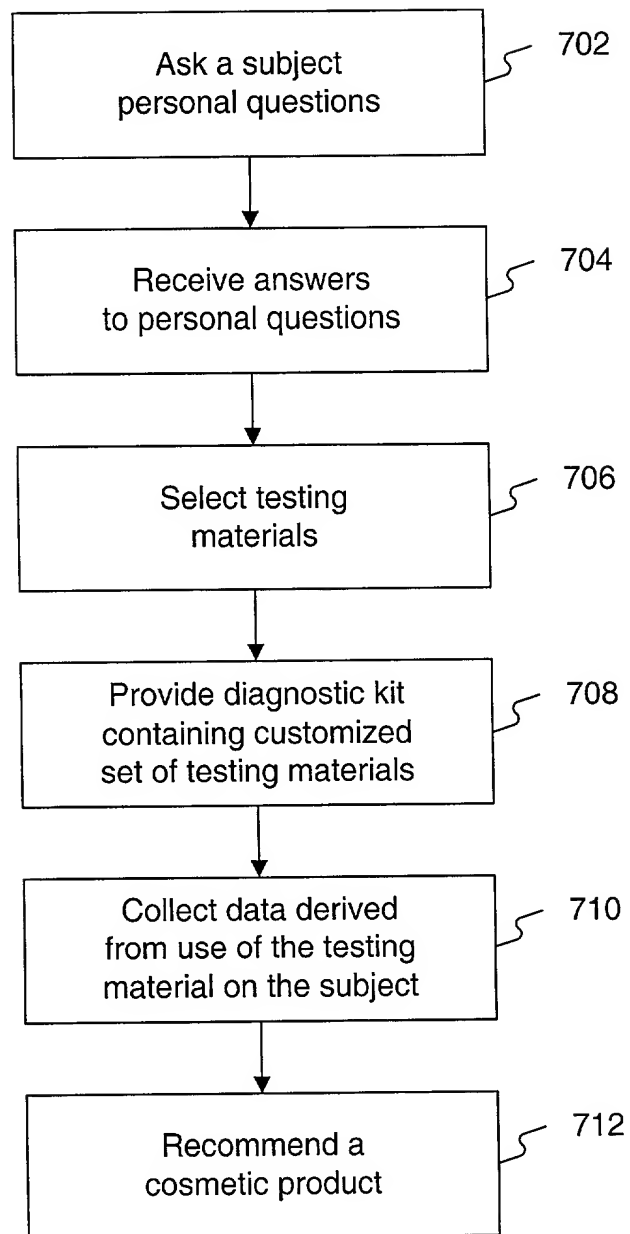 Ask a subject
personal questions
702
Receive answers
to personal questions
704
Select testing
materials
706
Provide diagnostic kit
containing customized
set of testing materials
708
Collect data derived
from use of the testing
material on the subject
710
Recommend a
cosmetic product
712